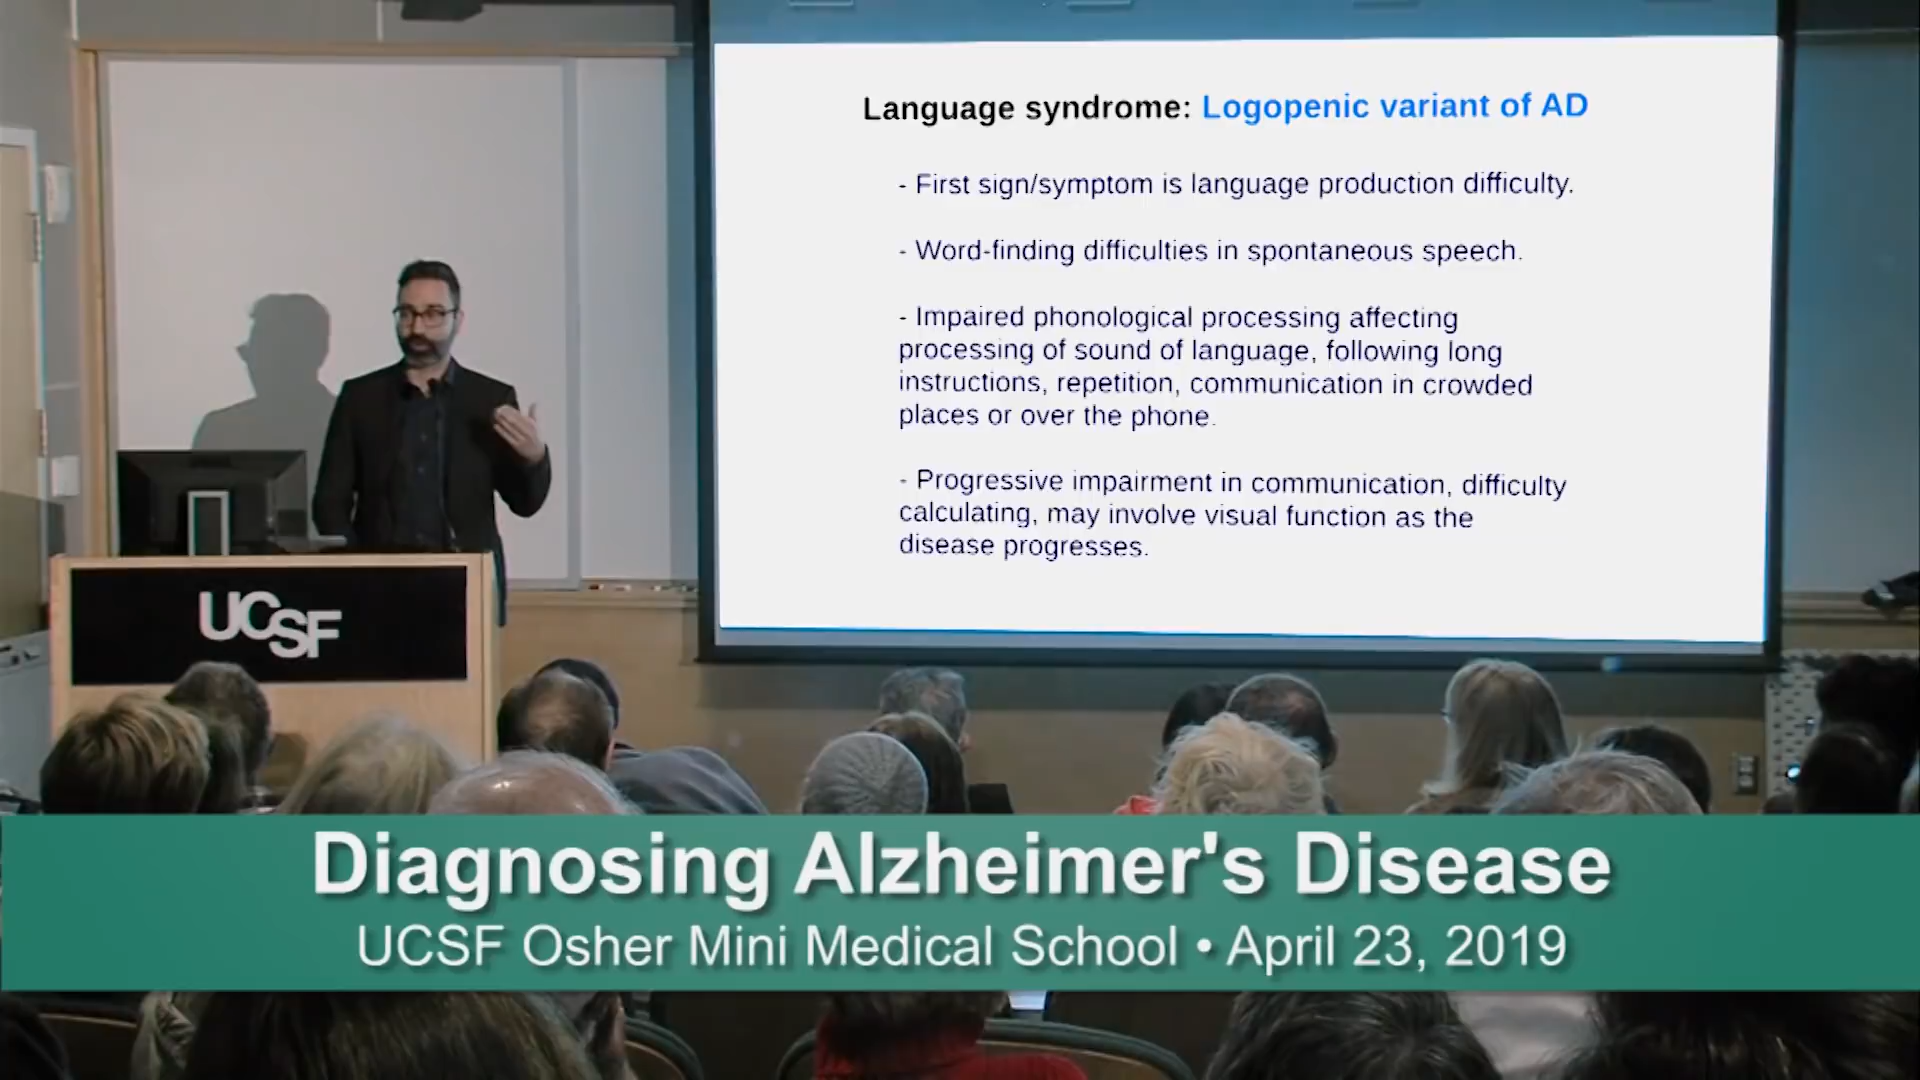 Language syndrome: Logopenic variant of AD
- First sign/symptom is language production difficulty.
- Word-finding difficulties in spontaneous speech.
- Impaired phonological processing affecting
processing of sound of language, following long
instructions, repetition, communication in crowded
places or over the phone.
- Progressive impairment in communication, difficulty
calculating, may involve visual function as the
disease progresses.
UCSF
Diagnosing Alzheimer's Disease
UCSF Osher Mini Medical School • April 23, 2019